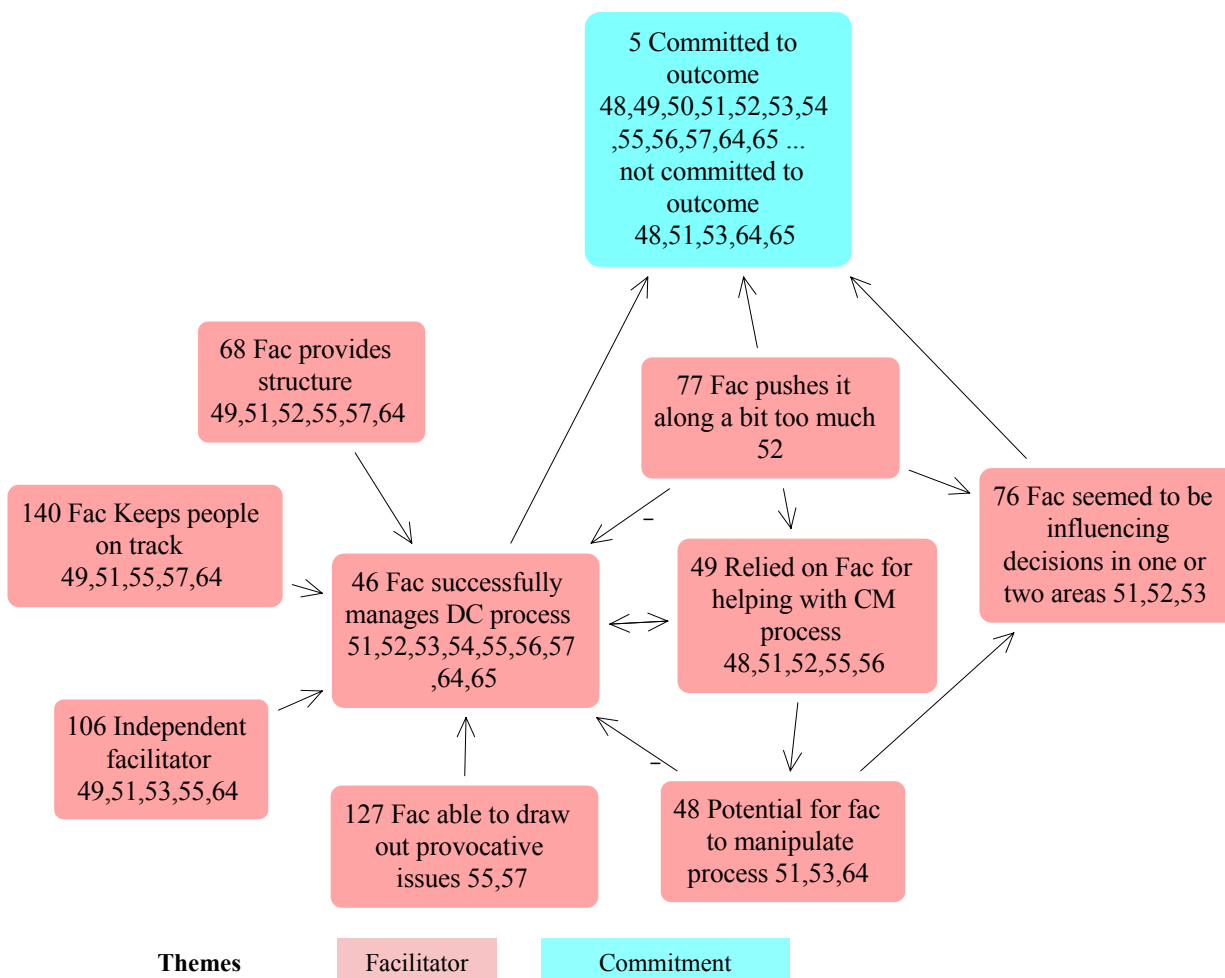 5 Committed to
outcome
48,49,50,51,52,53,54
,55,56,57,64,65 ...
not committed to
outcome
48,51,53,64,65
68 Fac provides
structure
49,51,52,55,57,64
77 Fac pushes it
along a bit too much
52
140 Fac Keeps people
on track
49,51,55,57,64
76 Fac seemed to be
influencing
decisions in one or
two areas 51,52,53
-
46 Fac successfully
manages DC process
51,52,53,54,55,56,57
,64,65
49 Relied on Fac for
helping with CM
process
48,51,52,55,56
106 Independent
facilitator
49,51,53,55,64
-
127 Fac able to draw
out provocative
issues 55,57
48 Potential for fac
to manipulate
process 51,53,64
Themes
Facilitator
Commitment